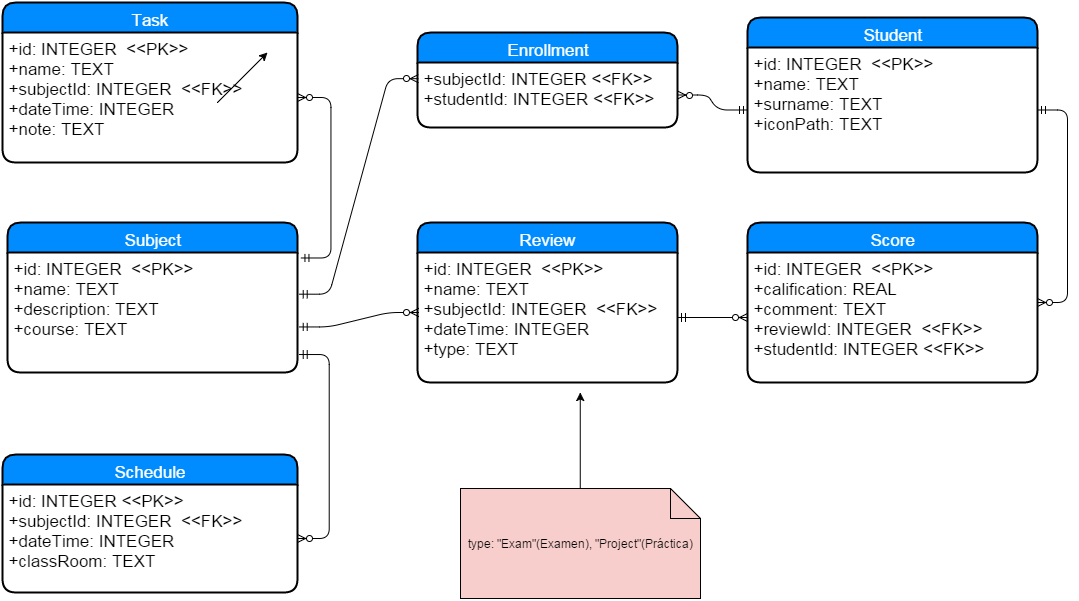 Task
+id: INTEGER <<PK>>
+name: TEXT
+subjectId: INTEGER <<FK>>
+dateTime: INTEGER
+note: TEXT
Enrollment
+subjectId: INTEGER <<FK>>
+studentId: INTEGER <<FK>>
Student
+id: INTEGER <<PK>>
+name: TEXT
+surname: TEXT
+iconPath: TEXT
Subject
+id: INTEGER <<PK>>
+name: TEXT
+description: TEXT
+course: TEXT
Review
+id: INTEGER <<PK>>
+name: TEXT
+subjectId: INTEGER <<FK>>
+dateTime: INTEGER
+type: TEXT
Score
+id: INTEGER <<PK>>
+calification: REAL
+comment: TEXT
+reviewId: INTEGER <<FK>>
+studentId: INTEGER <<FK>>
Schedule
+id: INTEGER <<PK>>
+subjectId: INTEGER <<FK>>
+dateTime: INTEGER
+classRoom: TEXT
type: "Exam"(Examen), "Project"(Práctica)